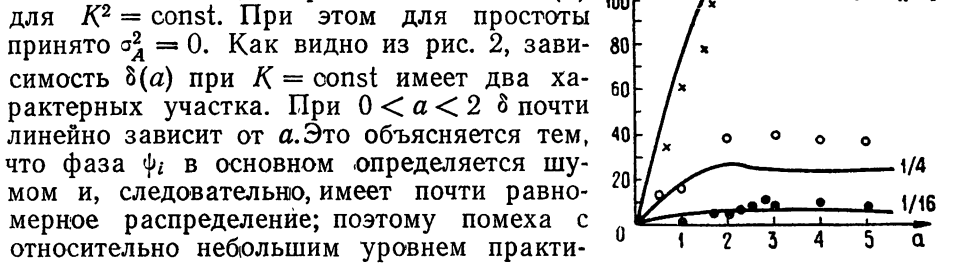 для K² = const. При этом для простоты
принято σ²_A = 0. Как видно из рис. 2, зави-
симость δ(a) при K = const имеет два ха-
рактерных участка. При 0 < a < 2 δ почти
линейно зависит от a. Это объясняется тем,
что фаза ψᵢ в основном определяется шу-
мом и, следовательно, имеет почти равно-
мерное распределение; поэтому помеха с
относительно небольшим уровнем практи-
100
80
60
40
20
0
1/4
1/16
1 2 3 4 5 a